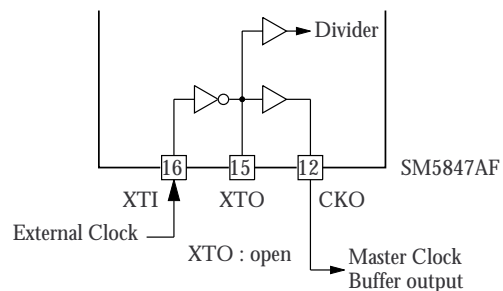 Divider
16
15
12
SM5847AF
XTI
XTO
CKO
External Clock
XTO : open
Master Clock
Buffer output